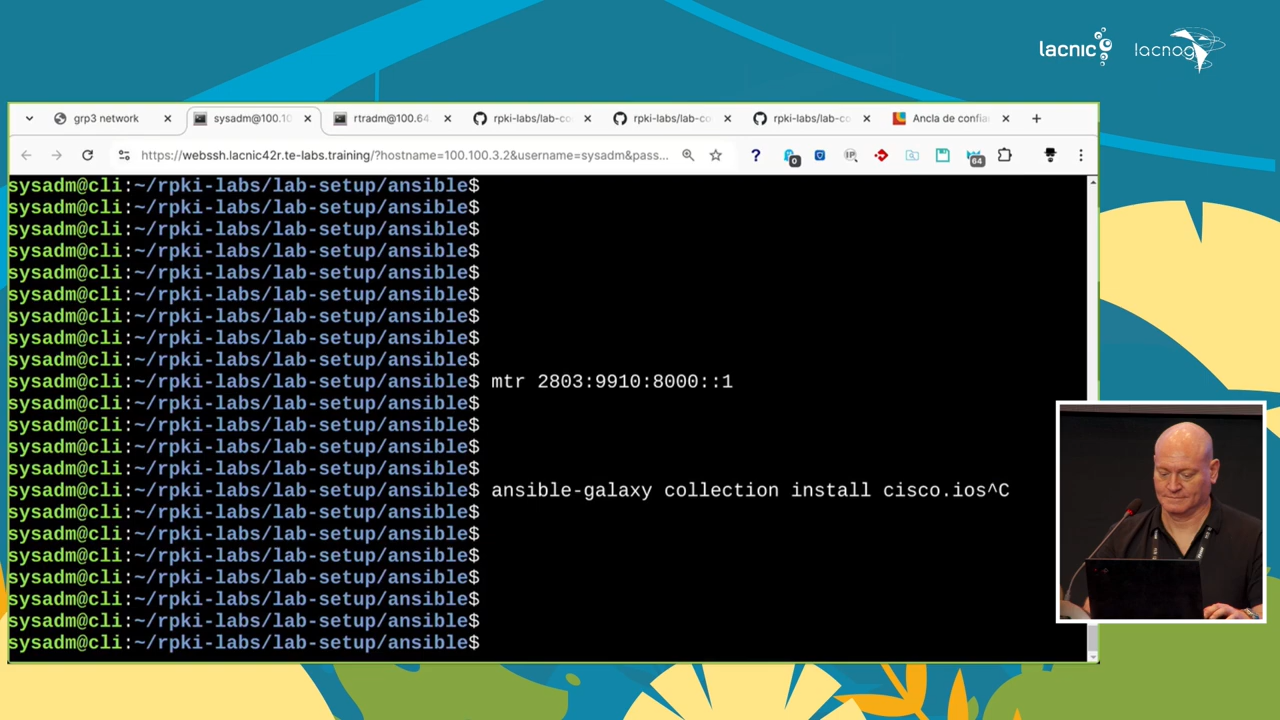 lacnic
lacnog
grp3 network
sysadm@100.10
rtradm@100.64.
rpki-labs/lab-co
rpki-labs/lab-co
rpki-labs/lab-co
Ancla de confia
https://webssh.lacnic42r.te-labs.training/?hostname=100.100.3.2&username=sysadm&pass...
?
0
IP
64
sysadm@cli:~/rpki-labs/lab-setup/ansible$
sysadm@cli:~/rpki-labs/lab-setup/ansible$
sysadm@cli:~/rpki-labs/lab-setup/ansible$
sysadm@cli:~/rpki-labs/lab-setup/ansible$
sysadm@cli:~/rpki-labs/lab-setup/ansible$
sysadm@cli:~/rpki-labs/lab-setup/ansible$
sysadm@cli:~/rpki-labs/lab-setup/ansible$
sysadm@cli:~/rpki-labs/lab-setup/ansible$
sysadm@cli:~/rpki-labs/lab-setup/ansible$
sysadm@cli:~/rpki-labs/lab-setup/ansible$ mtr 2803:9910:8000::1
sysadm@cli:~/rpki-labs/lab-setup/ansible$
sysadm@cli:~/rpki-labs/lab-setup/ansible$
sysadm@cli:~/rpki-labs/lab-setup/ansible$
sysadm@cli:~/rpki-labs/lab-setup/ansible$
sysadm@cli:~/rpki-labs/lab-setup/ansible$ ansible-galaxy collection install cisco.ios^C
sysadm@cli:~/rpki-labs/lab-setup/ansible$
sysadm@cli:~/rpki-labs/lab-setup/ansible$
sysadm@cli:~/rpki-labs/lab-setup/ansible$
sysadm@cli:~/rpki-labs/lab-setup/ansible$
sysadm@cli:~/rpki-labs/lab-setup/ansible$
sysadm@cli:~/rpki-labs/lab-setup/ansible$
sysadm@cli:~/rpki-labs/lab-setup/ansible$